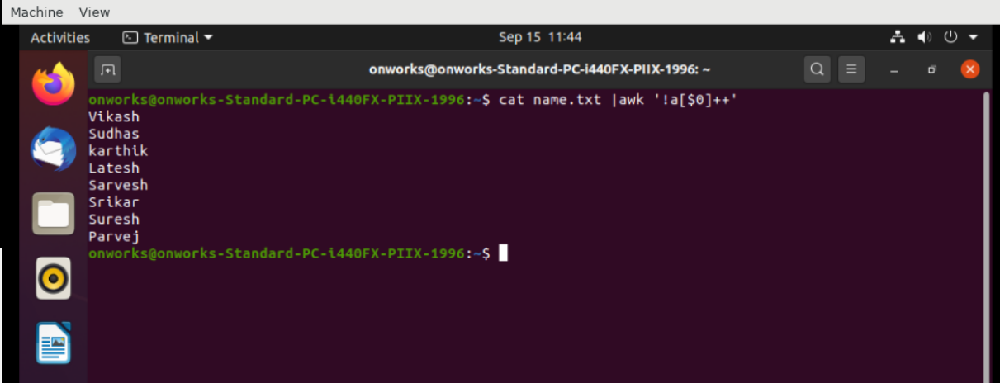 Machine View
Activities Terminal Sep 15 11:44
onworks@onworks-Standard-PC-i440FX-PIIX-1996: ~
onworks@onworks-Standard-PC-i440FX-PIIX-1996:~$ cat name.txt |awk '!a[$0]++'
Vikash
Sudhas
karthik
Latesh
Sarvesh
Srikar
Suresh
Parvej
onworks@onworks-Standard-PC-i440FX-PIIX-1996:~$